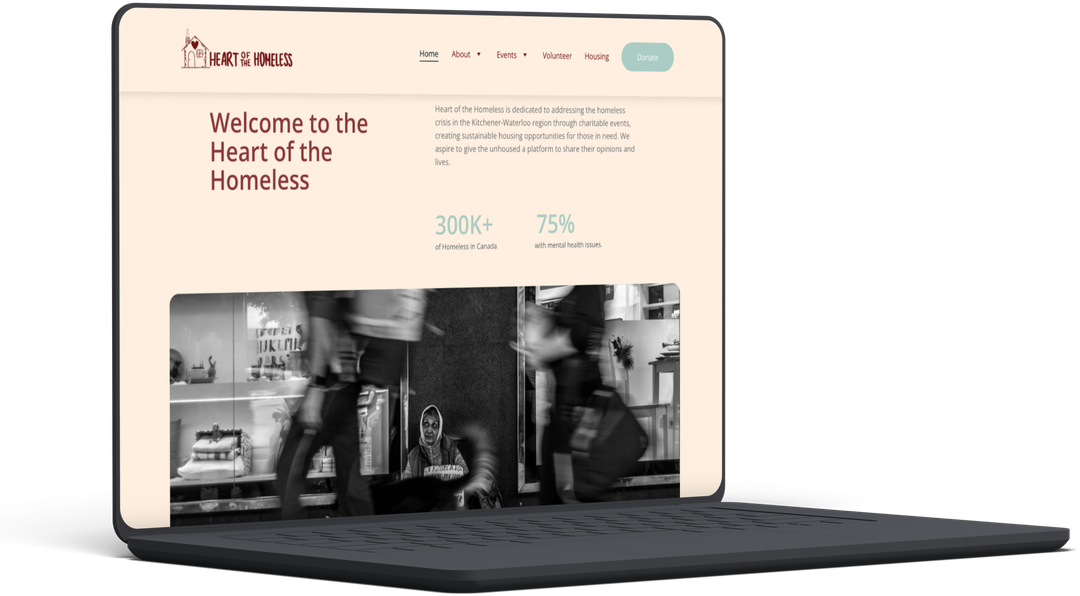 HEART OF THE HOMELESS
Home About Events Volunteer Housing Donate
Welcome to the
Heart of the
Homeless
Heart of the Homeless is dedicated to addressing the homeless
crisis in the Kitchener-Waterloo region through charitable events,
creating sustainable housing opportunities for those in need. We
aspire to give the unhoused a platform to share their opinions and
lives.
300K+
of Homeless in Canada
75%
with mental health issues.